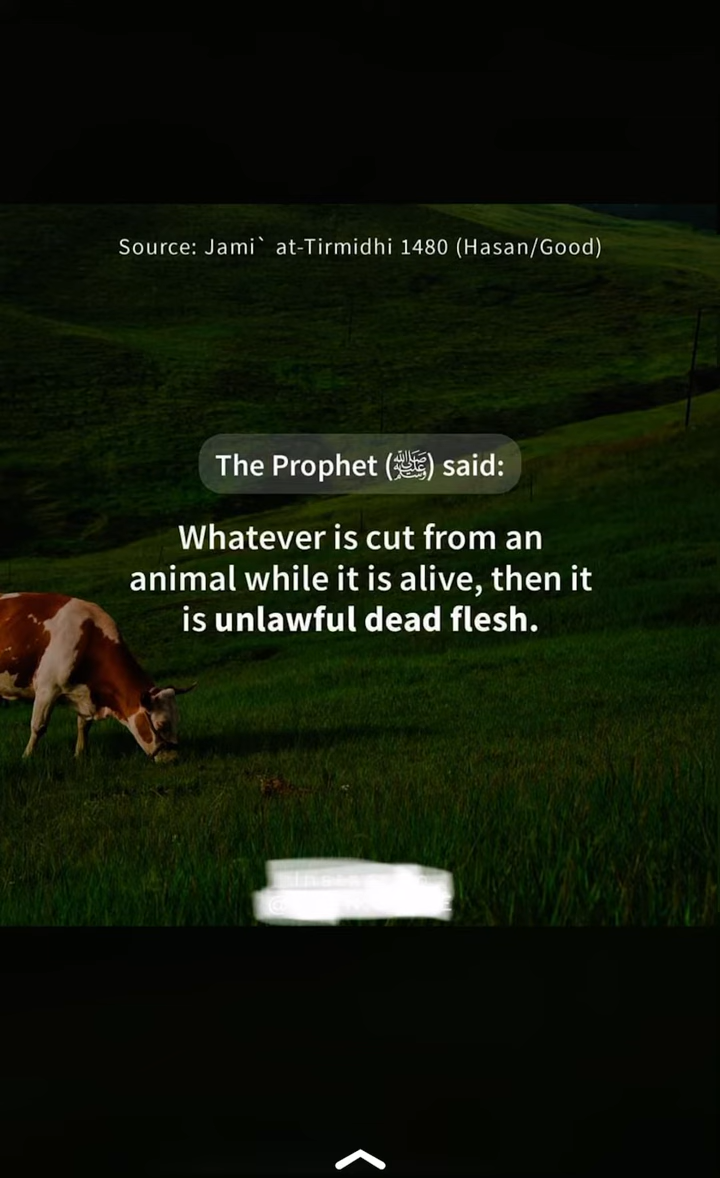 Source: Jami` at-Tirmidhi 1480 (Hasan/Good)
The Prophet (ﷺ) said:
Whatever is cut from an
animal while it is alive, then it
is unlawful dead flesh.